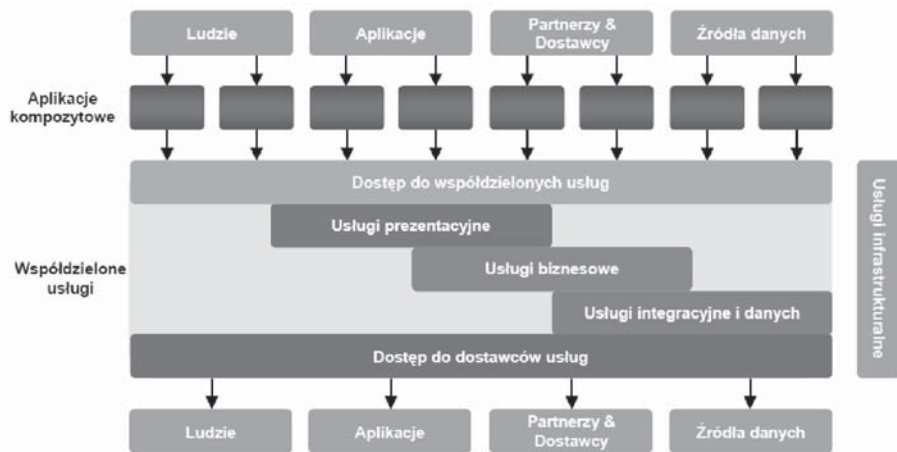 Ludzie
Aplikacje
Partnerzy &
Dostawcy
Źródła danych
Aplikacje
kompozytowe
Dostęp do współdzielonych usług
Usługi prezentacyjne
Usługi biznesowe
Współdzielone
usługi
Usługi integracyjne i danych
Dostęp do dostawców usług
Usługi infrastrukturalne
Ludzie
Aplikacje
Partnerzy &
Dostawcy
Źródła danych